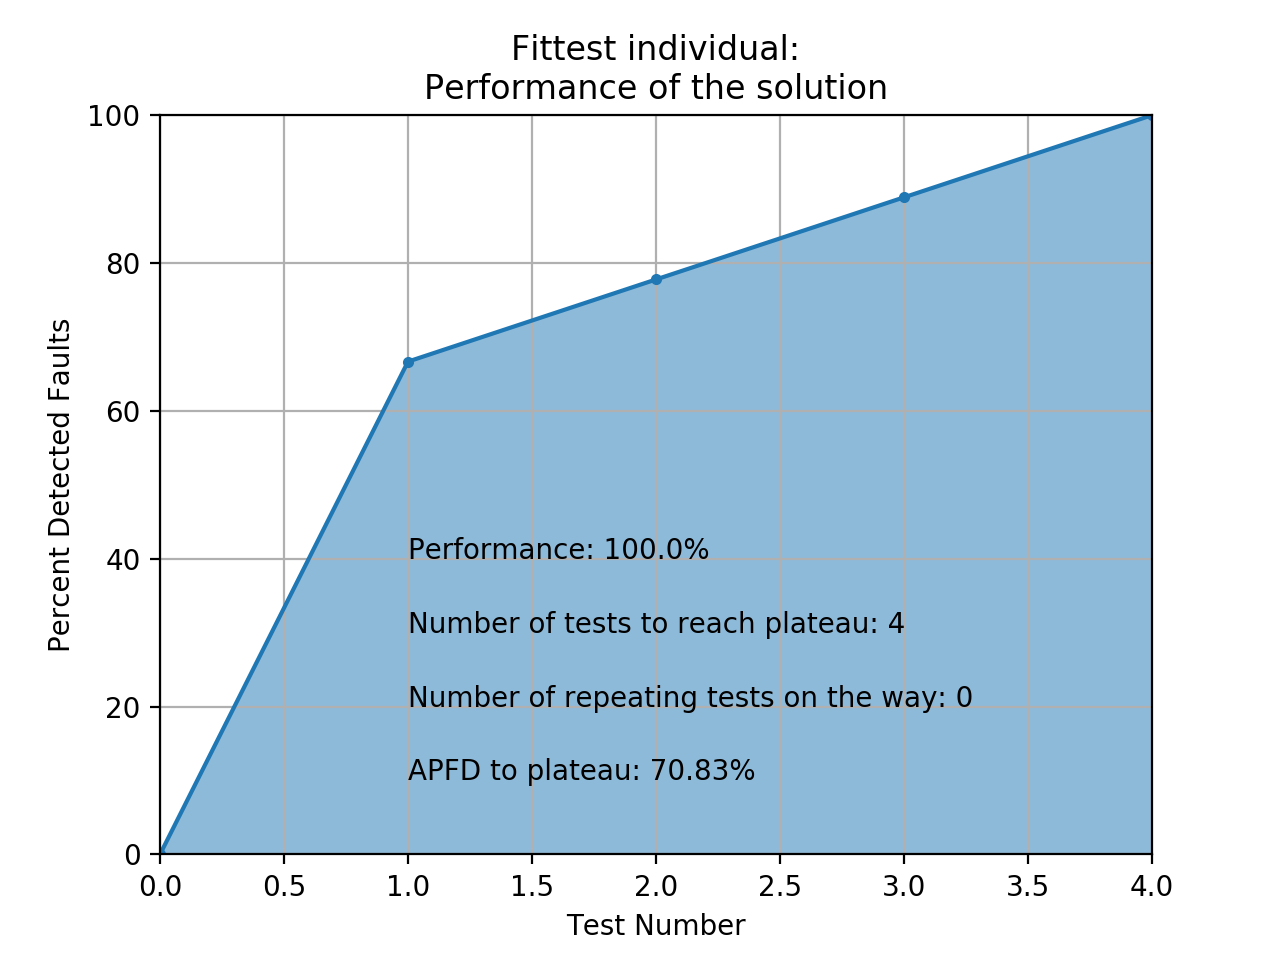 Fittest individual:
Performance of the solution
100
80
60
40
20
0
Percent Detected Faults
Performance: 100.0%
Number of tests to reach plateau: 4
Number of repeating tests on the way: 0
APFD to plateau: 70.83%
0.0 0.5 1.0 1.5 2.0 2.5 3.0 3.5 4.0
Test Number